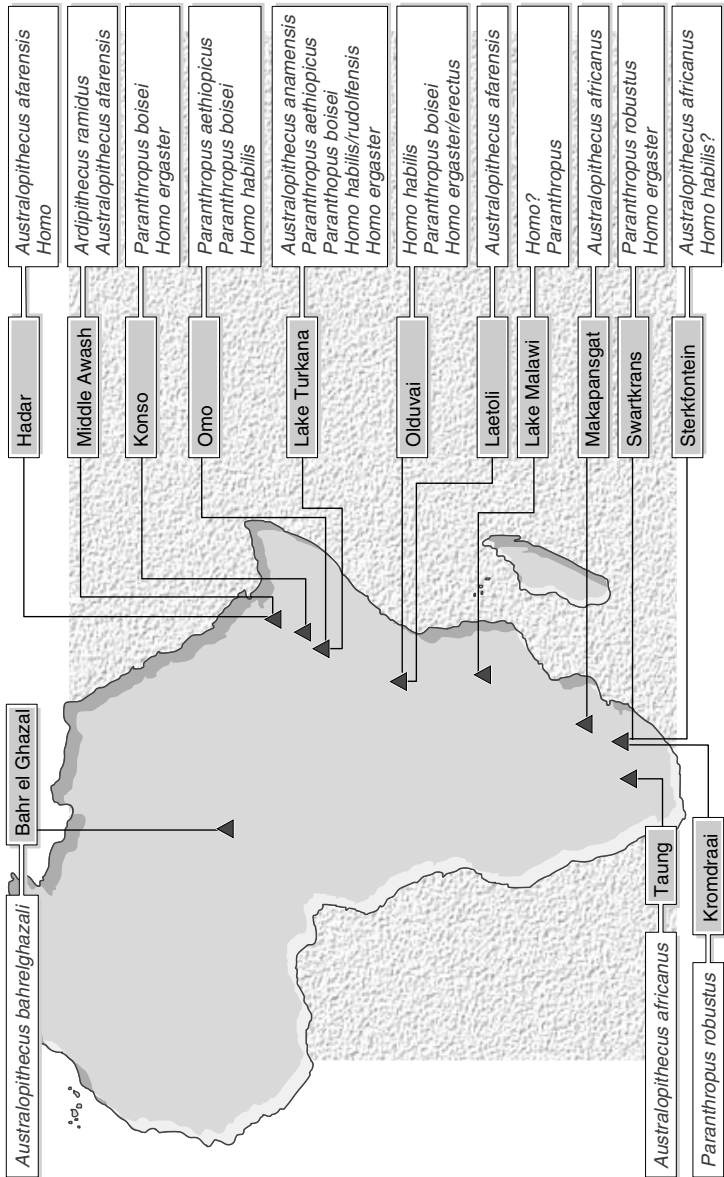 Hadar
Australopithecus afarensis
Homo
Middle Awash
Ardipithecus ramidus
Australopithecus afarensis
Konso
Paranthropus boisei
Homo ergaster
Omo
Paranthropus aethiopicus
Paranthropus boisei
Homo habilis
Lake Turkana
Australopithecus anamensis
Paranthropus aethiopicus
Paranthopus boisei
Homo habilis/rudolfensis
Homo ergaster
Olduvai
Homo habilis
Paranthropus boisei
Homo ergaster/erectus
Laetoli
Australopithecus afarensis
Lake Malawi
Homo?
Paranthropus
Makapansgat
Australopithecus africanus
Swartkrans
Paranthropus robustus
Homo ergaster
Sterkfontein
Australopithecus africanus
Homo habilis?
Australopithecus bahrelghazali
Bahr el Ghazal
Australopithecus africanus
Taung
Paranthropus robustus
Kromdraai